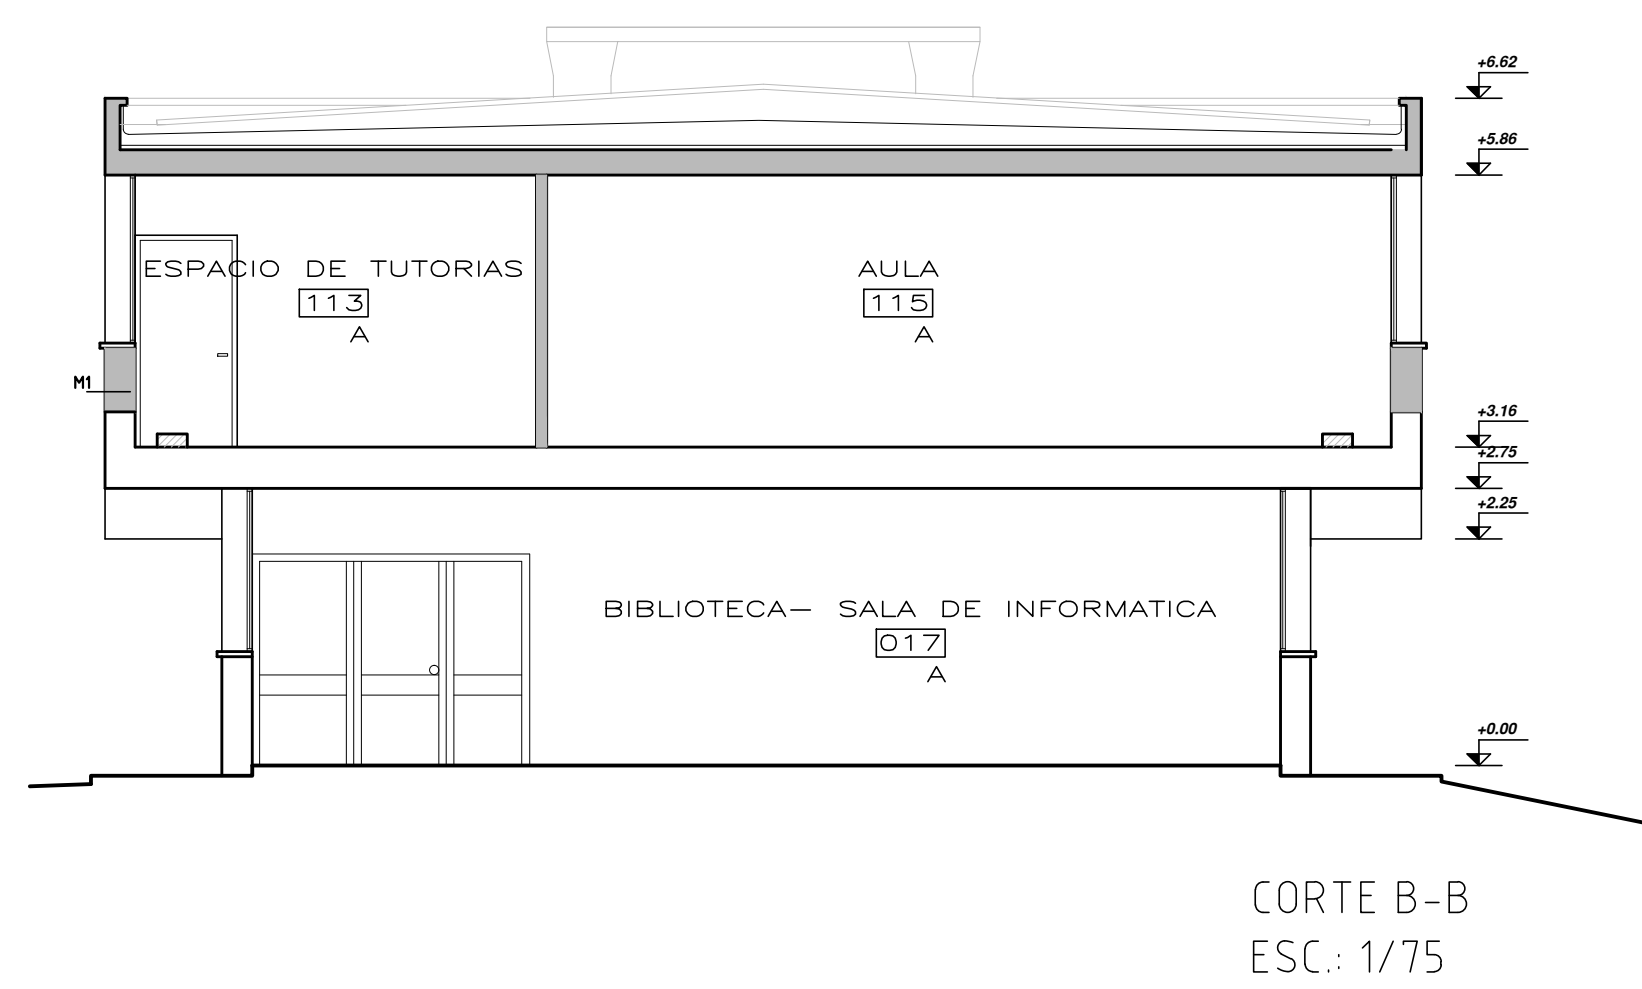 +6.62
+5.86
ESPACIO DE TUTORIAS
113
A
AULA
115
A
M1
+3.16
+2.75
+2.25
BIBLIOTECA- SALA DE INFORMATICA
017
A
+0.00
CORTE B-B
ESC.: 1/75